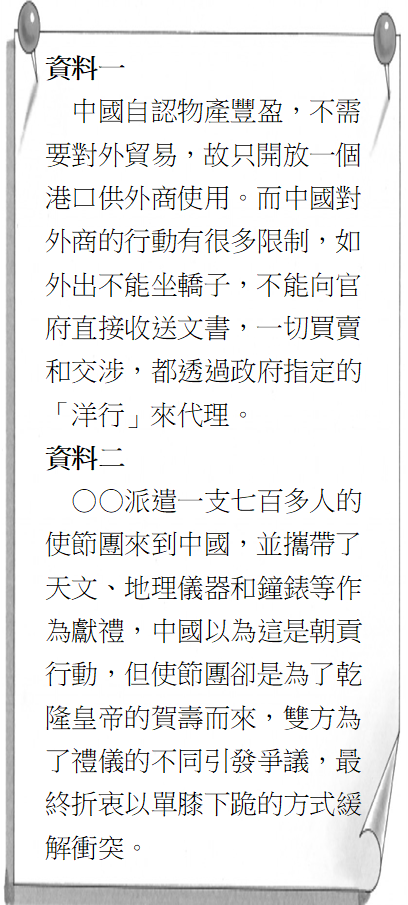 資料一
中國自認物產豐盈，不需
要對外貿易，故只開放一個
港口供外商使用。而中國對
外商的行動有很多限制，如
外出不能坐轎子，不能向官
府直接收送文書，一切買賣
和交涉，都透過政府指定的
「洋行」來代理。
資料二
○○派遣一支七百多人的
使節團來到中國，並攜帶了
天文、地理儀器和鐘錶等作
為獻禮，中國以為這是朝貢
行動，但使節團卻是為了乾
隆皇帝的賀壽而來，雙方為
了禮儀的不同引發爭議，最
終折衷以單膝下跪的方式緩
解衝突。